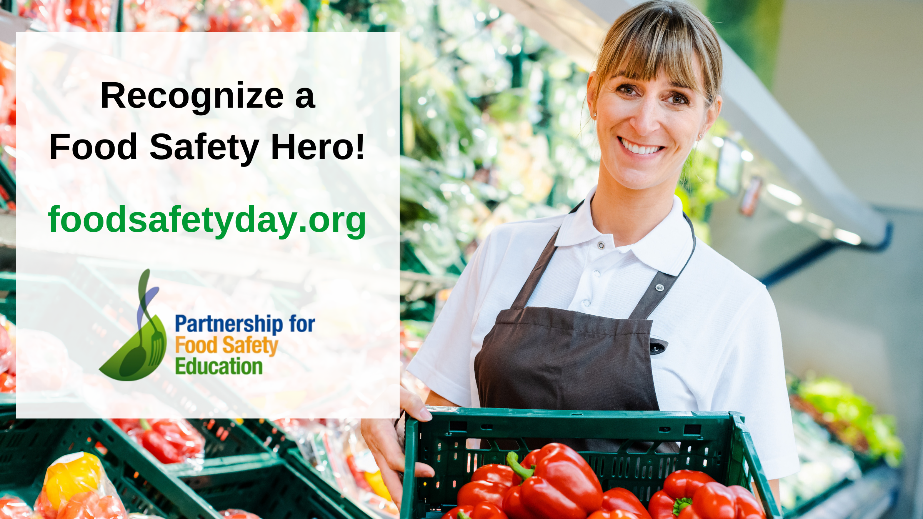 Recognize a
Food Safety Hero!
foodsafetyday.org
Partnership for
Food Safety
Education